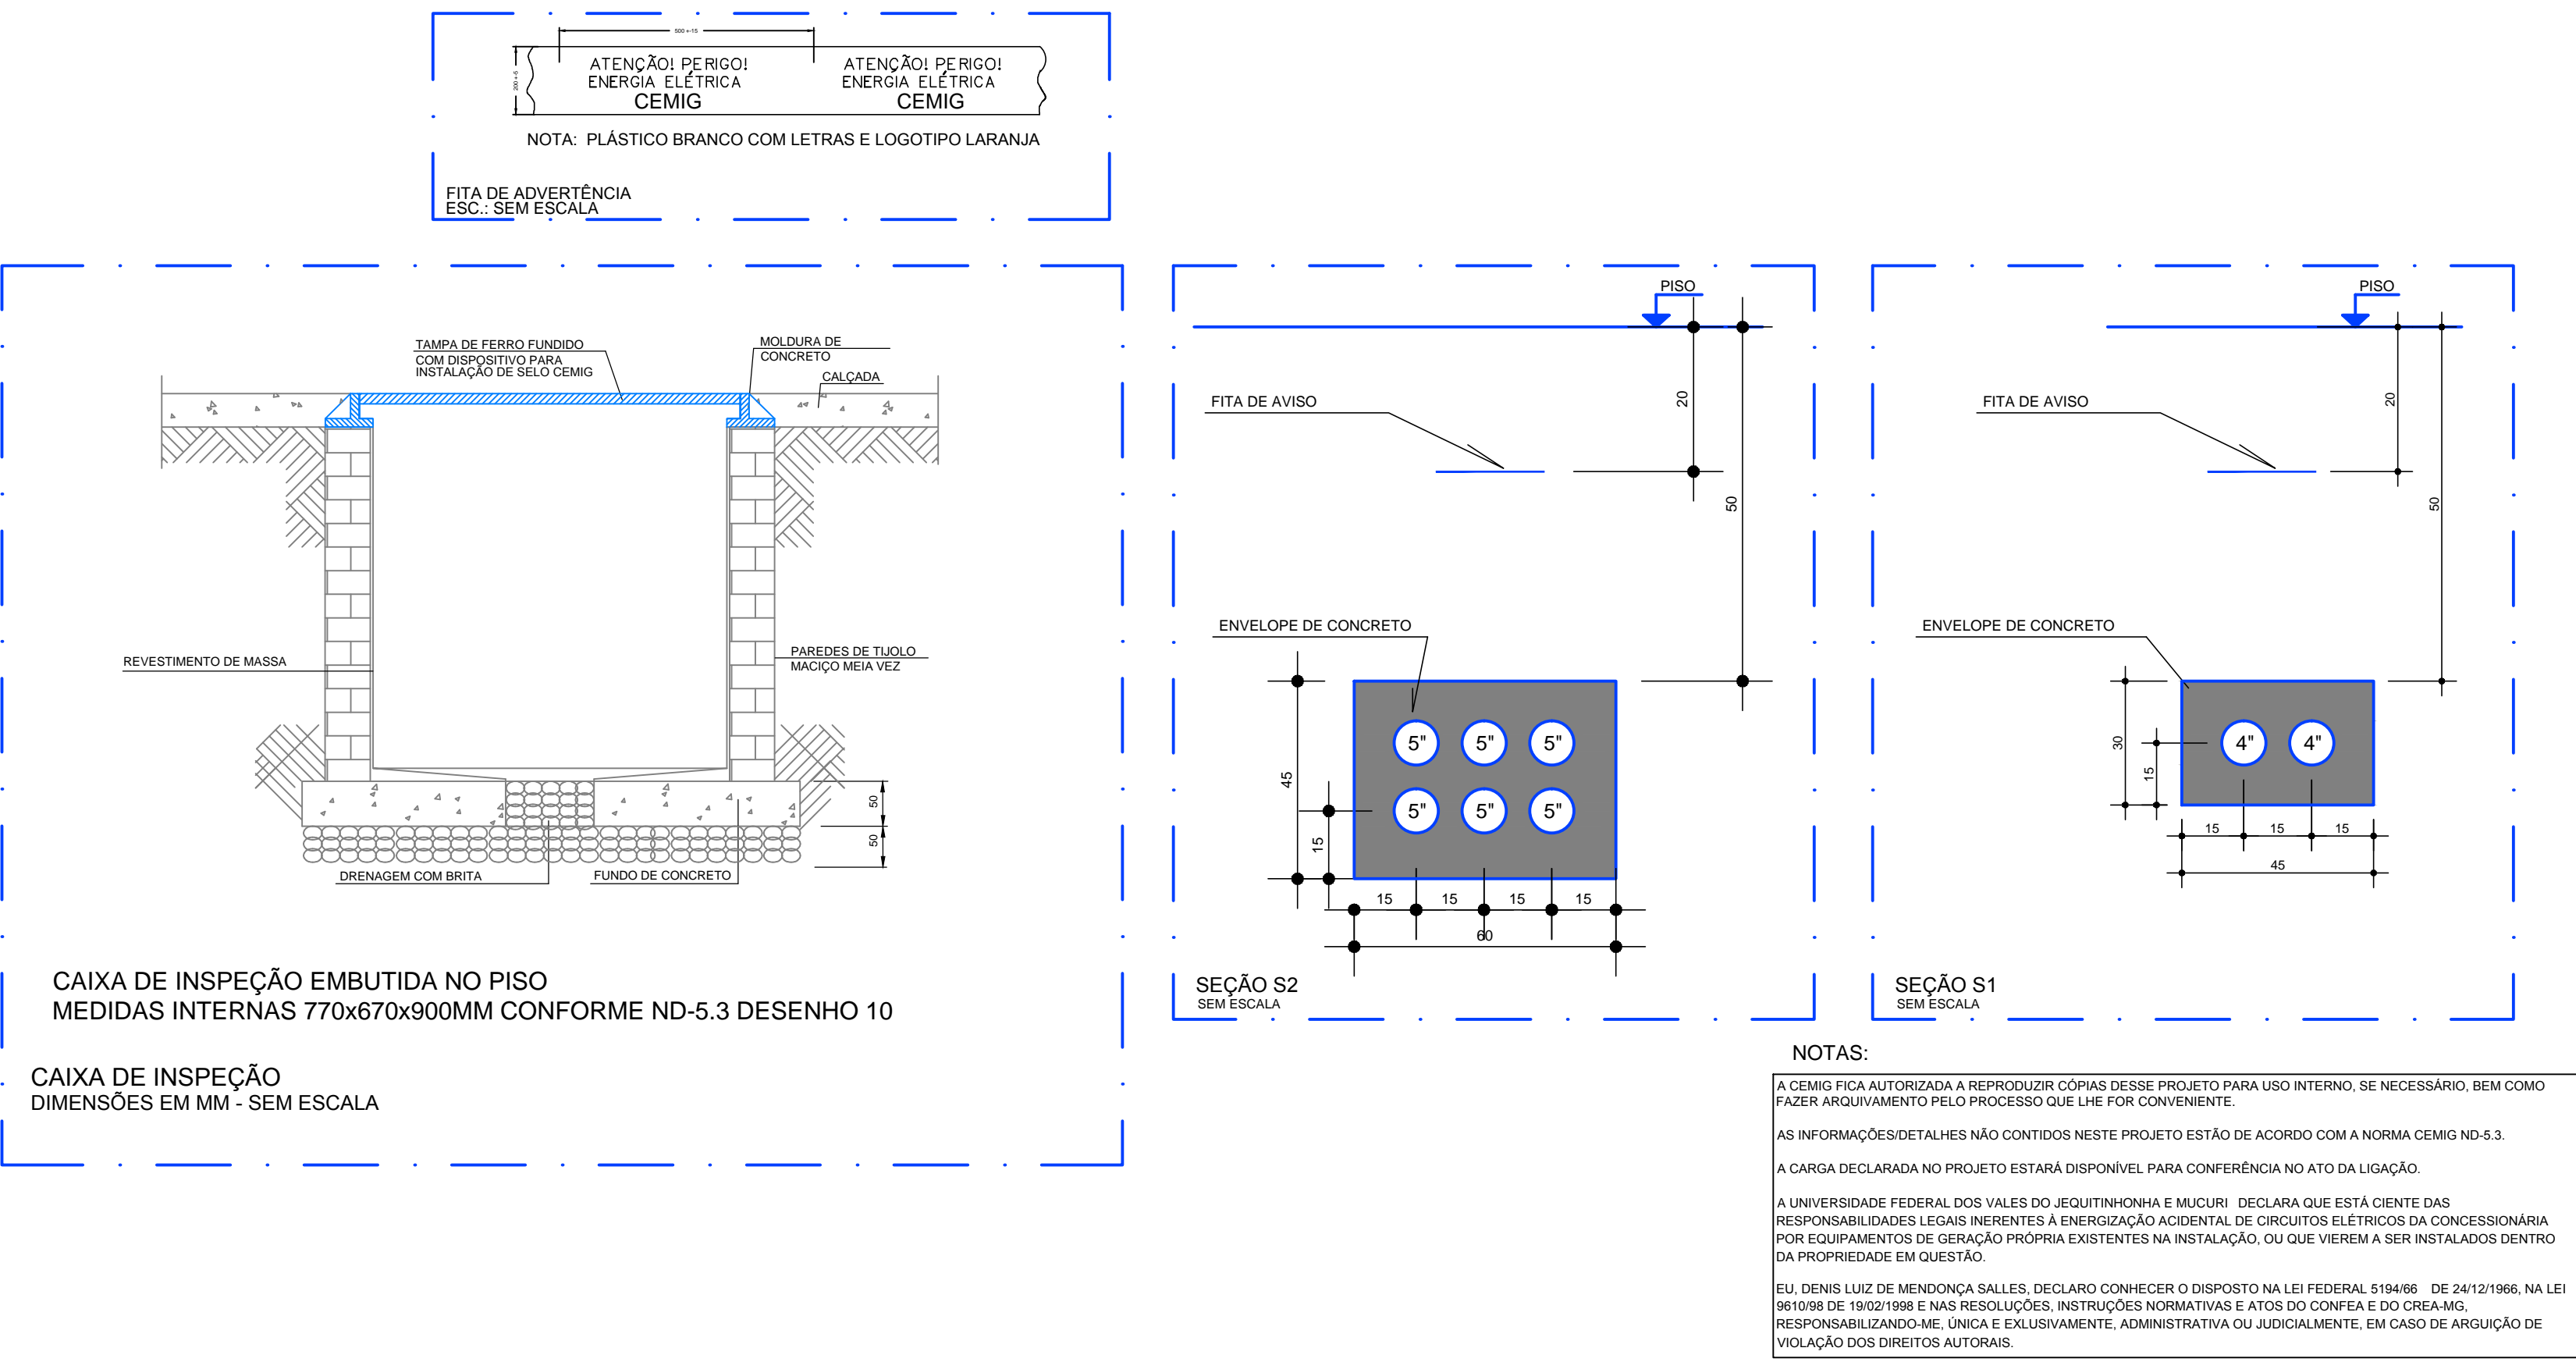 500 +-15
200 +-5
ATENÇÃO! PERIGO!
ENERGIA ELÉTRICA
CEMIG
ATENÇÃO! PERIGO!
ENERGIA ELÉTRICA
CEMIG
NOTA: PLÁSTICO BRANCO COM LETRAS E LOGOTIPO LARANJA
FITA DE ADVERTÊNCIA
ESC.: SEM ESCALA
TAMPA DE FERRO FUNDIDO
COM DISPOSITIVO PARA
INSTALAÇÃO DE SELO CEMIG
MOLDURA DE
CONCRETO
CALÇADA
REVESTIMENTO DE MASSA
PAREDES DE TIJOLO
MACIÇO MEIA VEZ
50
50
DRENAGEM COM BRITA
FUNDO DE CONCRETO
CAIXA DE INSPEÇÃO EMBUTIDA NO PISO
MEDIDAS INTERNAS 770x670x900MM CONFORME ND-5.3 DESENHO 10
CAIXA DE INSPEÇÃO
DIMENSÕES EM MM - SEM ESCALA
PISO
20
FITA DE AVISO
50
ENVELOPE DE CONCRETO
45
15
5" 5" 5"
5" 5" 5"
15 15 15 15
60
SEÇÃO S2
SEM ESCALA
PISO
20
FITA DE AVISO
50
ENVELOPE DE CONCRETO
30
15
4" 4"
15 15 15
45
SEÇÃO S1
SEM ESCALA
NOTAS:
A CEMIG FICA AUTORIZADA A REPRODUZIR CÓPIAS DESSE PROJETO PARA USO INTERNO, SE NECESSÁRIO, BEM COMO
FAZER ARQUIVAMENTO PELO PROCESSO QUE LHE FOR CONVENIENTE.
AS INFORMAÇÕES/DETALHES NÃO CONTIDOS NESTE PROJETO ESTÃO DE ACORDO COM A NORMA CEMIG ND-5.3.
A CARGA DECLARADA NO PROJETO ESTARÁ DISPONÍVEL PARA CONFERÊNCIA NO ATO DA LIGAÇÃO.
A UNIVERSIDADE FEDERAL DOS VALES DO JEQUITINHONHA E MUCURI DECLARA QUE ESTÁ CIENTE DAS
RESPONSABILIDADES LEGAIS INERENTES À ENERGIZAÇÃO ACIDENTAL DE CIRCUITOS ELÉTRICOS DA CONCESSIONÁRIA
POR EQUIPAMENTOS DE GERAÇÃO PRÓPRIA EXISTENTES NA INSTALAÇÃO, OU QUE VIEREM A SER INSTALADOS DENTRO
DA PROPRIEDADE EM QUESTÃO.
EU, DENIS LUIZ DE MENDONÇA SALLES, DECLARO CONHECER O DISPOSTO NA LEI FEDERAL 5194/66 DE 24/12/1966, NA LEI
9610/98 DE 19/02/1998 E NAS RESOLUÇÕES, INSTRUÇÕES NORMATIVAS E ATOS DO CONFEA E DO CREA-MG,
RESPONSABILIZANDO-ME, ÚNICA E EXLUSIVAMENTE, ADMINISTRATIVA OU JUDICIALMENTE, EM CASO DE ARGUIÇÃO DE
VIOLAÇÃO DOS DIREITOS AUTORAIS.